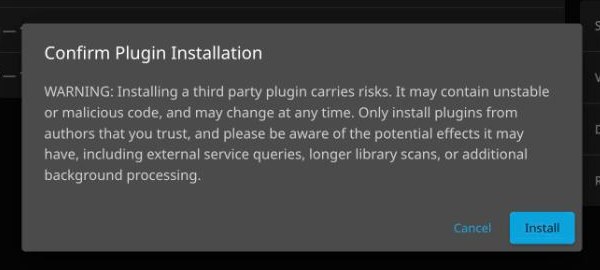 Confirm Plugin Installation
WARNING: Installing a third party plugin carries risks. It may contain unstable
or malicious code, and may change at any time. Only install plugins from
authors that you trust, and please be aware of the potential effects it may
have, including external service queries, longer library scans, or additional
background processing.
Cancel
Install